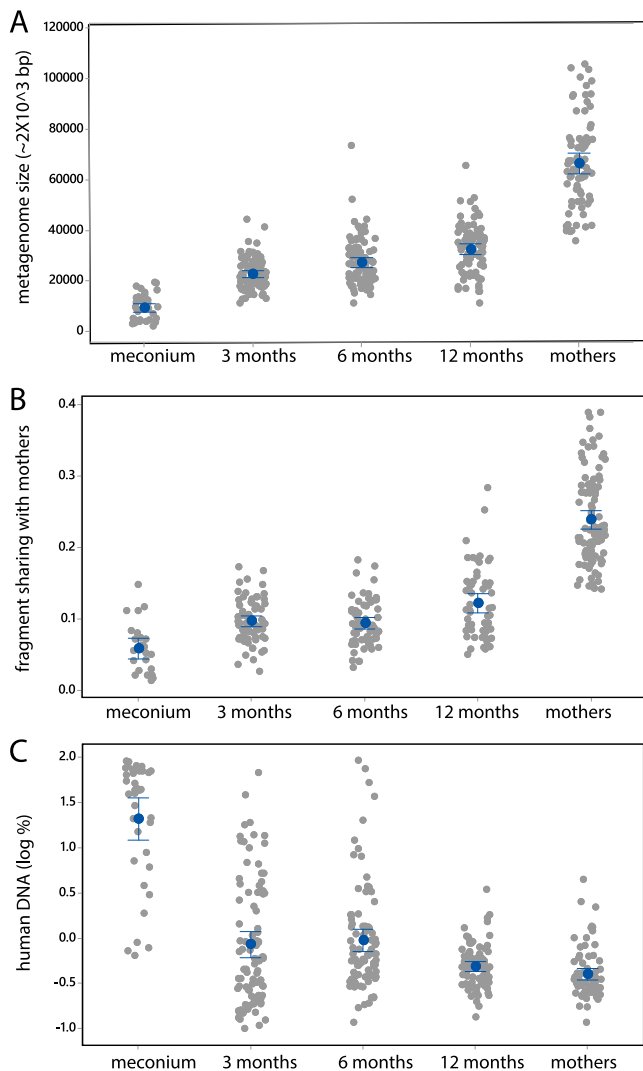 A
metagenome size (~2X10^3 bp)
120000
100000
80000
60000
40000
20000
0
meconium 3 months 6 months 12 months mothers
B
fragment sharing with mothers
0.4
0.3
0.2
0.1
0.0
meconium 3 months 6 months 12 months mothers
C
human DNA (log %)
2.0
1.5
1.0
0.5
0.0
-0.5
-1.0
meconium 3 months 6 months 12 months mothers